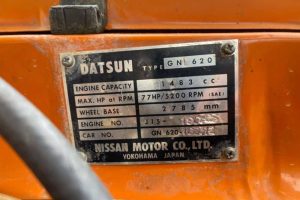 DATSUN TYPE GN 620
ENGINE CAPACITY 1483 CC
MAX. HP at RPM 77HP/5200 RPM (SAE)
WHEEL BASE 2785 mm
ENGINE NO. J15-
CAR NO. GN 620-
NISSAN MOTOR CO., LTD.
YOKOHAMA JAPAN